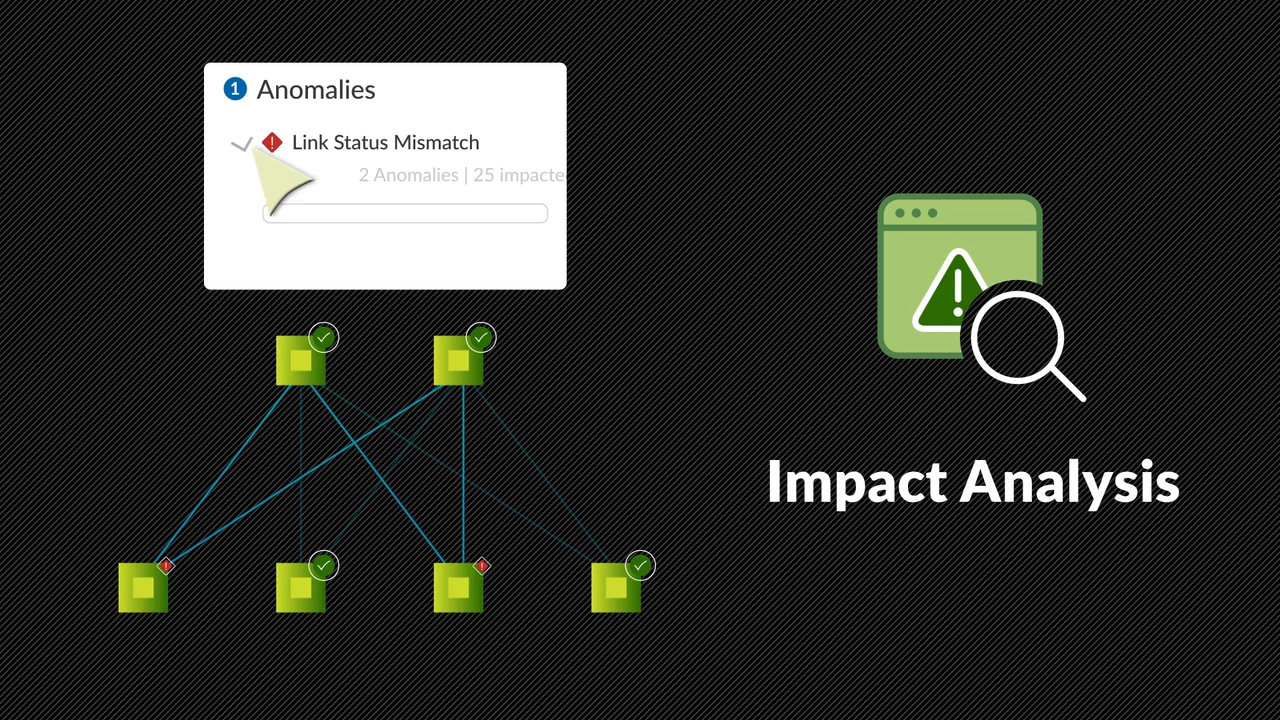 1 Anomalies
Link Status Mismatch
2 Anomalies | 25 impacte
Impact Analysis